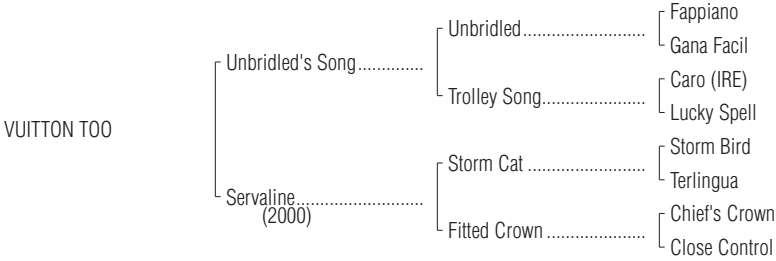 Fappiano
Unbridled..............................
Gana Facil
Unbridled's Song..............
Caro (IRE)
Trolley Song.........................
Lucky Spell
VUITTON TOO
Storm Bird
Storm Cat ............................
Terlingua
Servaline..............................
(2000)
Chief's Crown
Fitted Crown ........................
Close Control